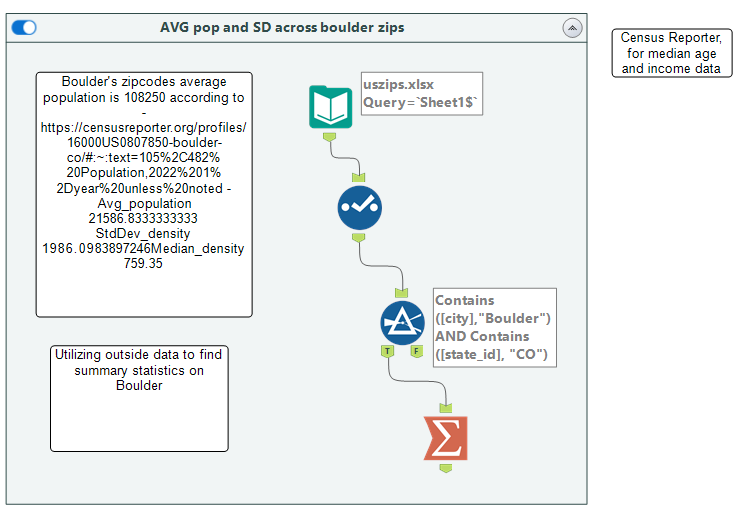 AVG pop and SD across boulder zips
Census Reporter,
for median age
and income data
Boulder's zipcodes average
population is 108250 according to
-
https://censusreporter.org/profiles/
16000US0807850-boulder-
co/#:~:text=105%2C482%
20Population,2022%201%
2Dyear%20unless%20noted -
Avg_population
21586.8333333333
StdDev_density
1986.0983897246Median_density
759.35
uszips.xlsx
Query=`Sheet1$`
Contains
([city],"Boulder")
AND Contains
([state_id], "CO")
T
F
Utilizing outside data to find
summary statistics on
Boulder
Σ